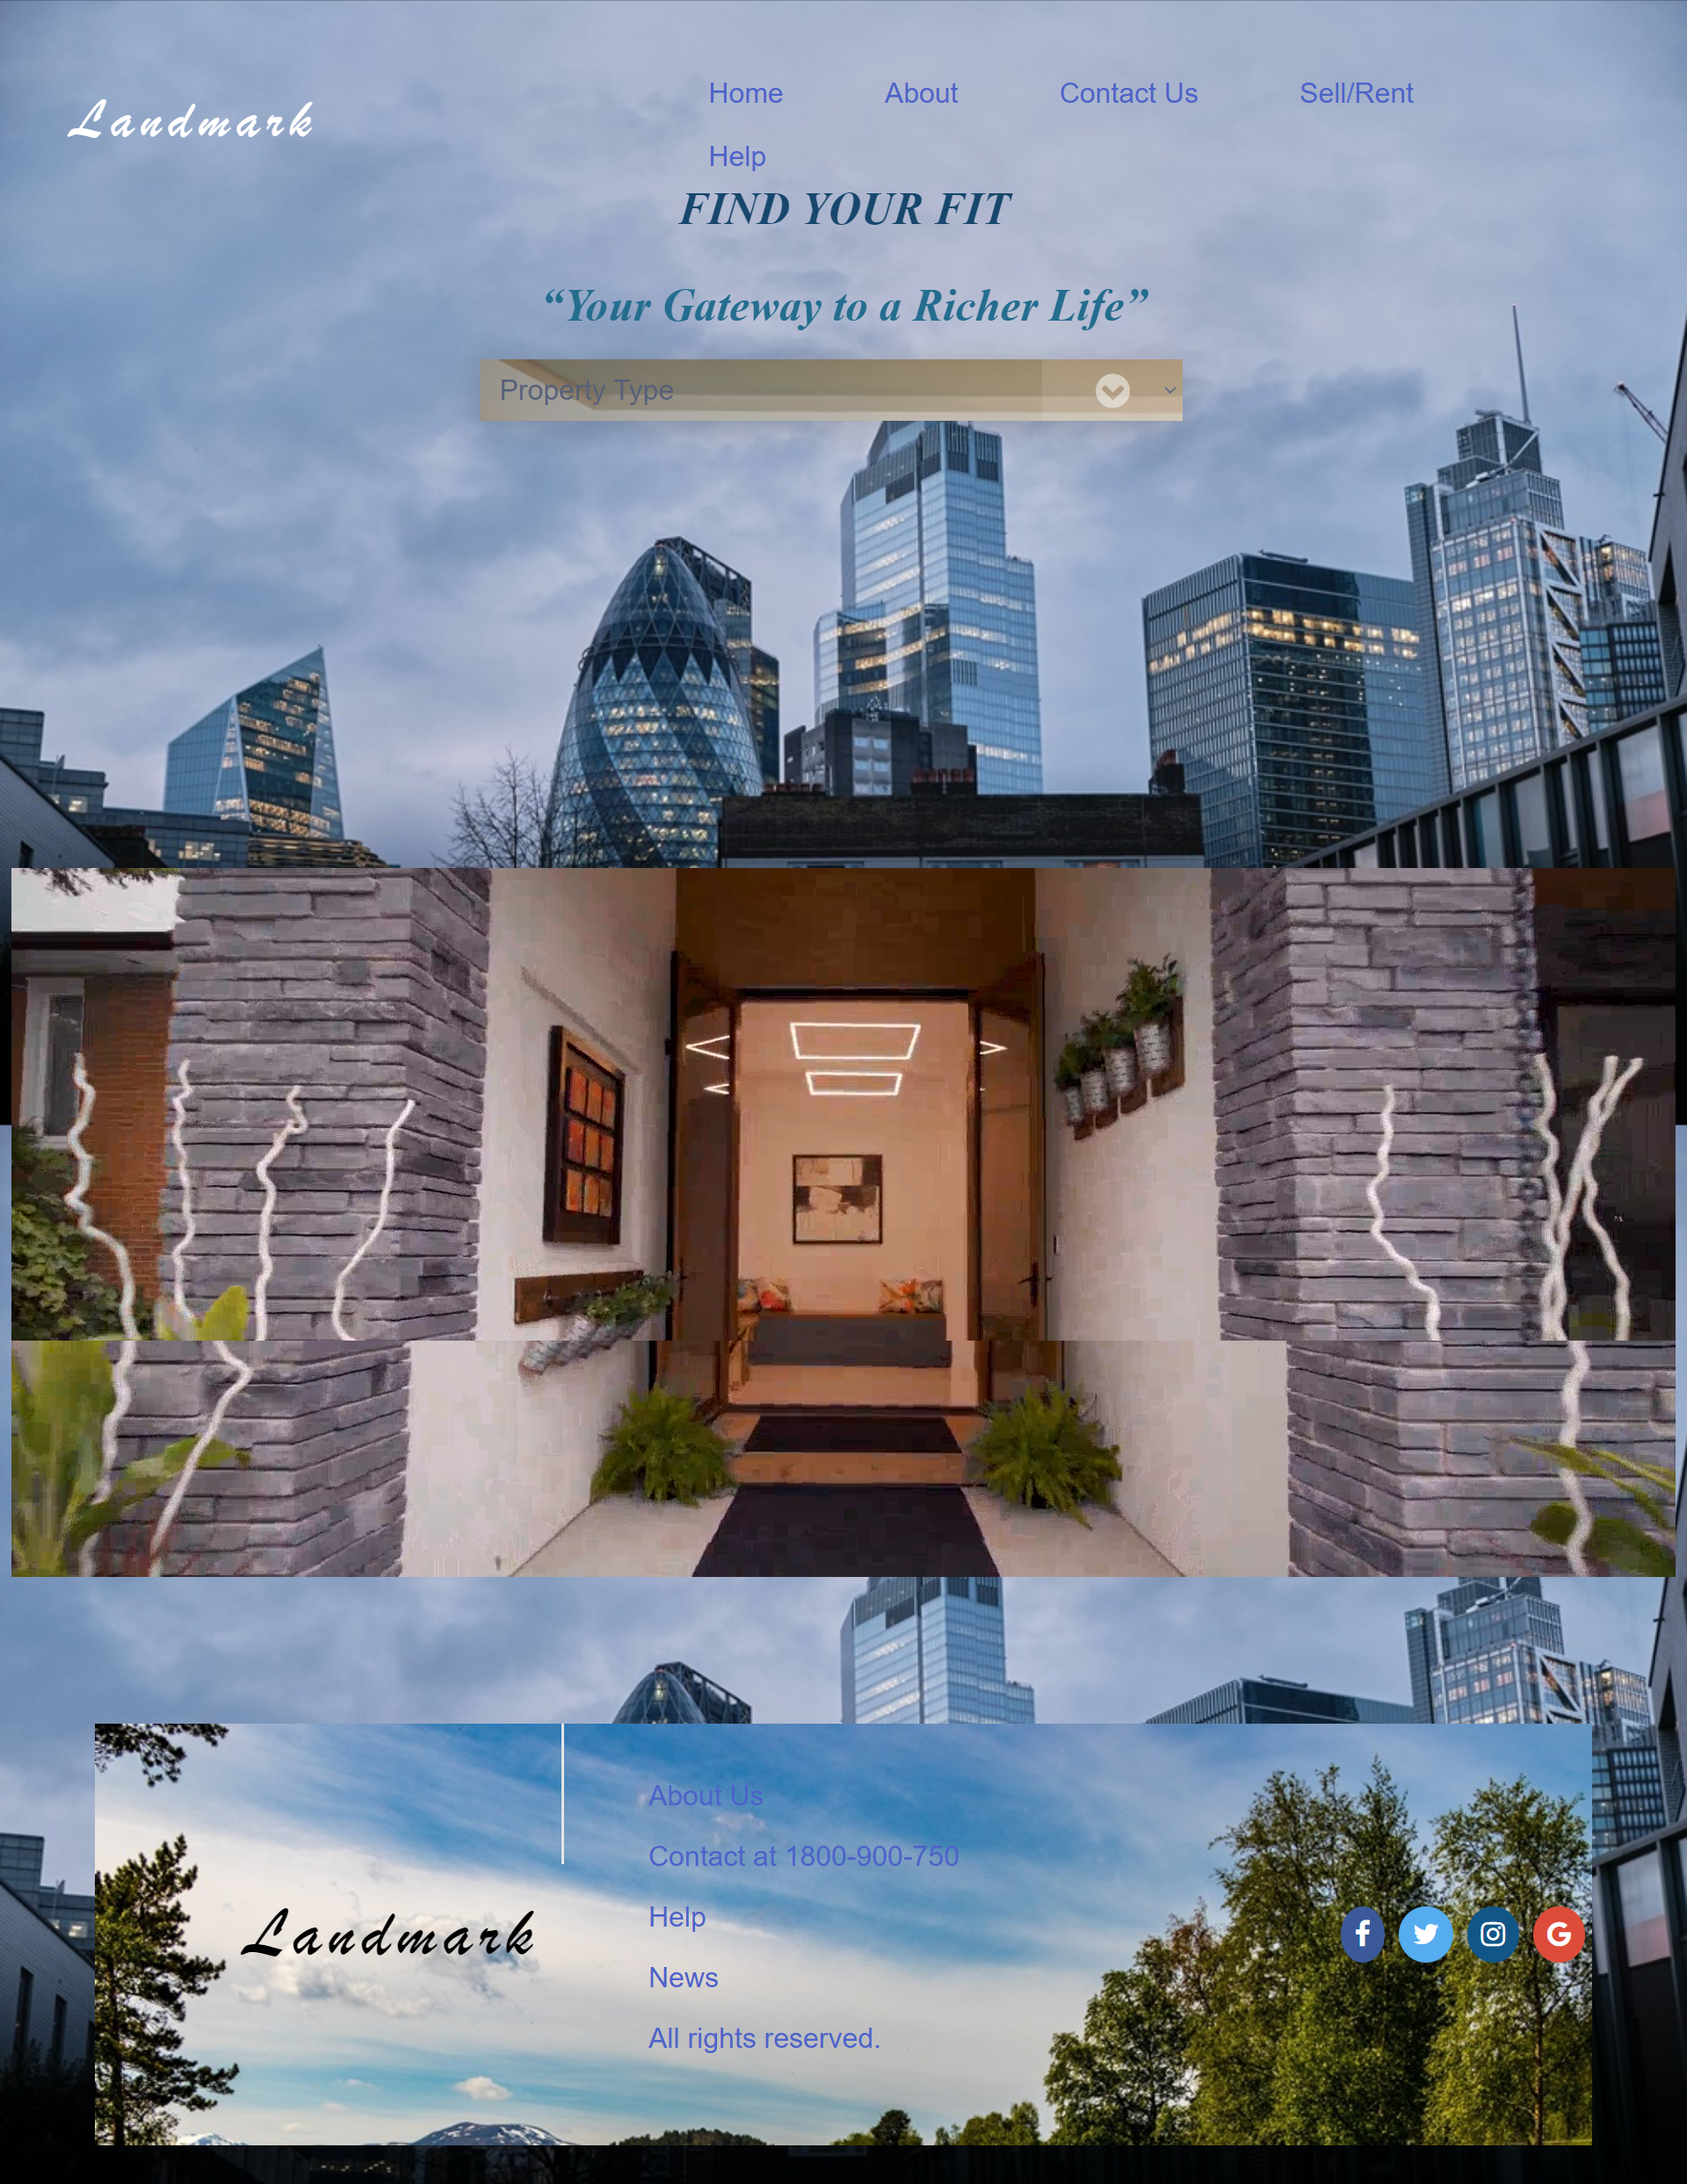 Landmark
Home About Contact Us Sell/Rent
Help
FIND YOUR FIT
“Your Gateway to a Richer Life”
Property Type
About Us
Contact at 1800-900-750
Landmark
Help
News
All rights reserved.